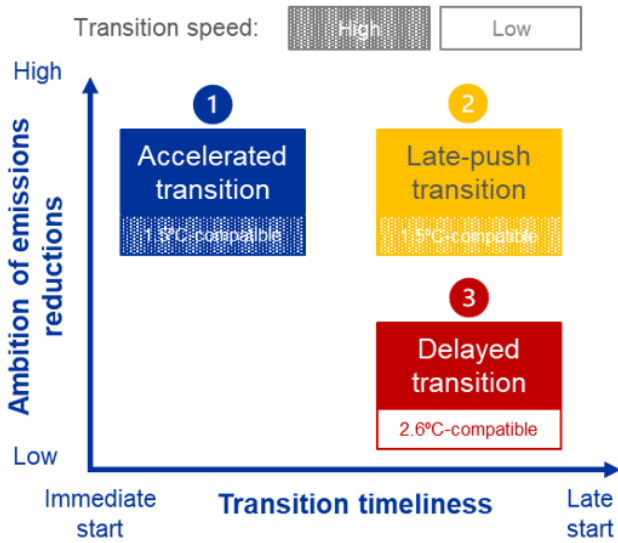 Transition speed:
High
Low
High
Ambition of emissions
reductions
Low
1
Accelerated
transition
1.5ºC-compatible
2
Late-push
transition
1.5ºC-compatible
3
Delayed
transition
2.6ºC-compatible
Immediate
start
Transition timeliness
Late
start